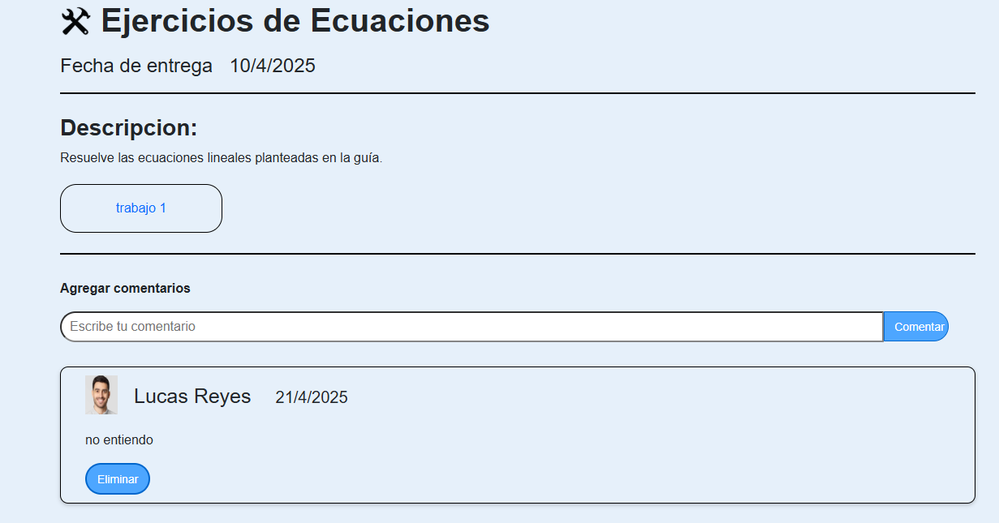 Ejercicios de Ecuaciones
Fecha de entrega 10/4/2025
Descripcion:
Resuelve las ecuaciones lineales planteadas en la guía.
trabajo 1
Agregar comentarios
Escribe tu comentario
Comentar
Lucas Reyes 21/4/2025
no entiendo
Eliminar